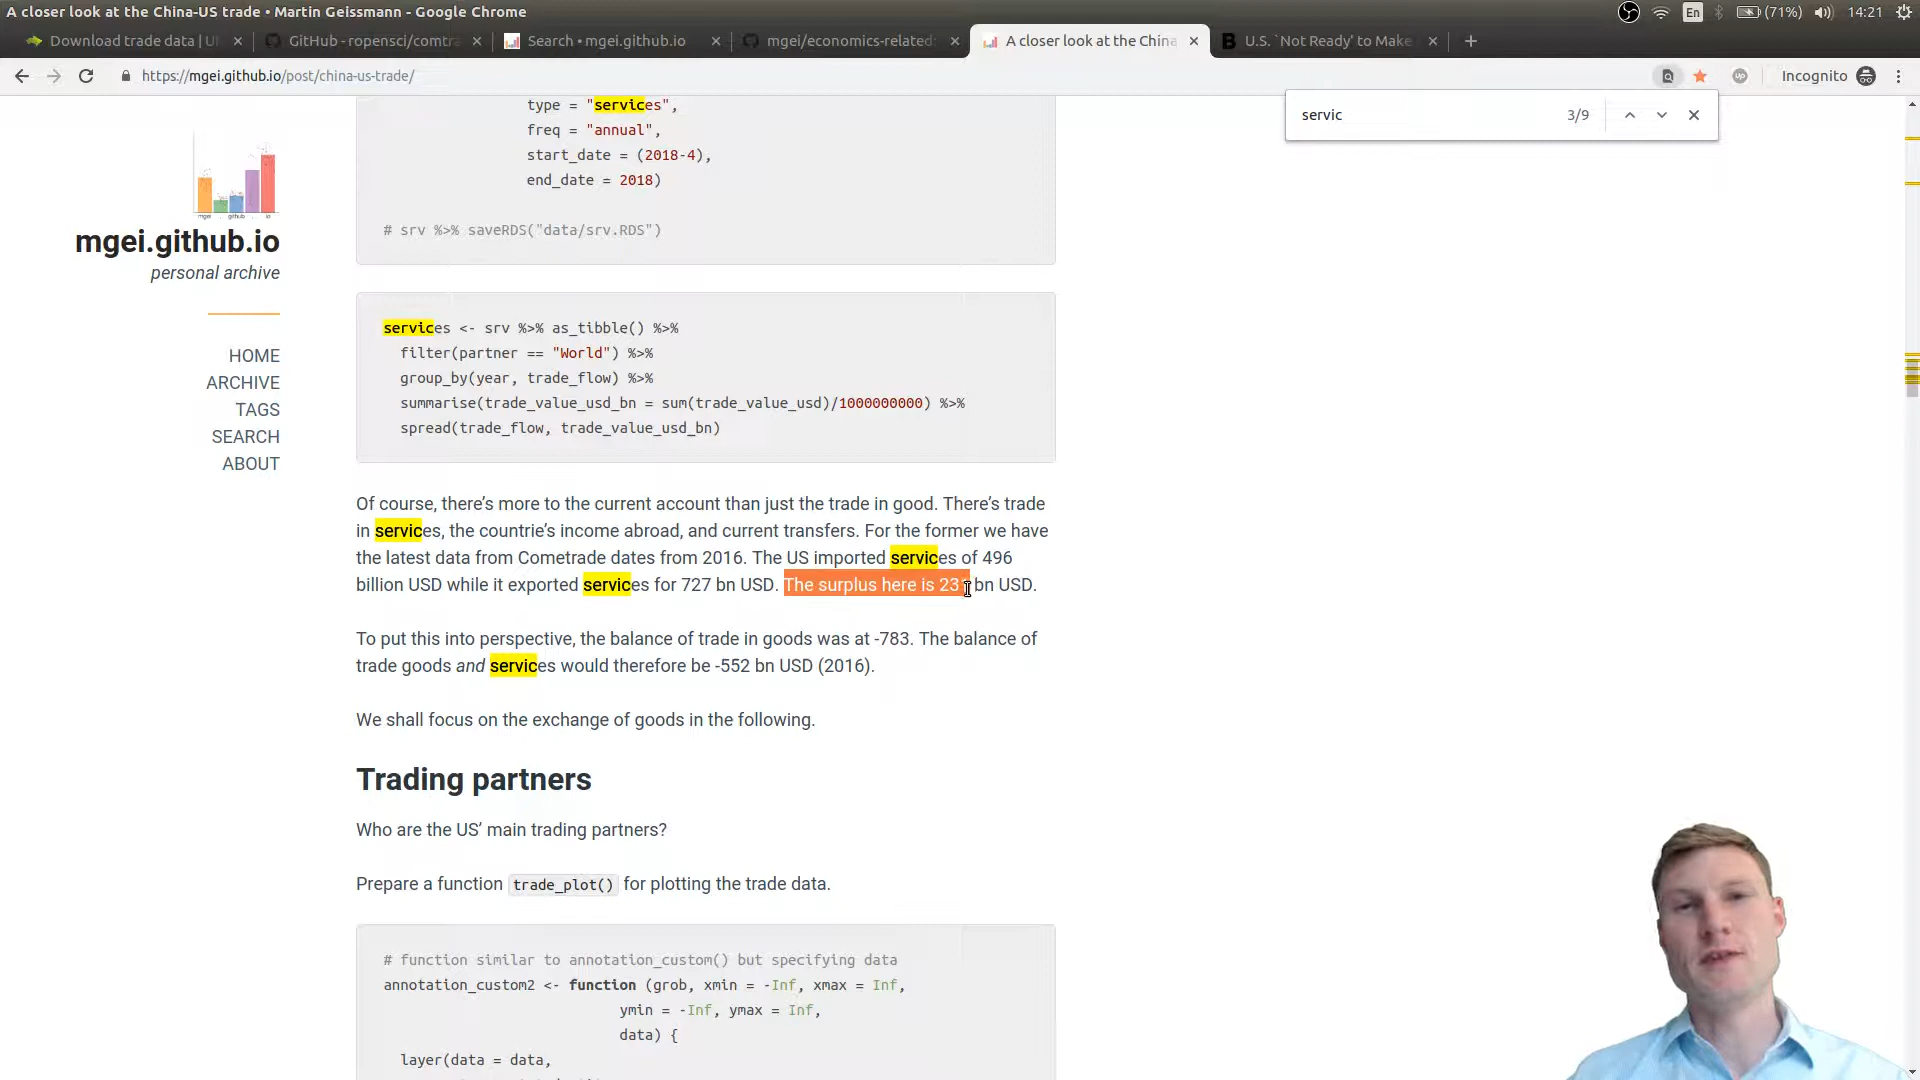 A closer look at the China-US trade • Martin Geissmann - Google Chrome
En
(71%)
14:21
Download trade data | U
GitHub - ropensci/comtra
Search • mgei.github.io
mgei/economics-related
A closer look at the China
U.S. `Not Ready' to Make
https://mgei.github.io/post/china-us-trade/
Incognito
servic
3/9
mgei github io
mgei.github.io
personal archive
HOME
ARCHIVE
TAGS
SEARCH
ABOUT
type = "services",
freq = "annual",
start_date = (2018-4),
end_date = 2018)
# srv %>% saveRDS("data/srv.RDS")
services <- srv %>% as_tibble() %>%
filter(partner == "World") %>%
group_by(year, trade_flow) %>%
summarise(trade_value_usd_bn = sum(trade_value_usd)/1000000000) %>%
spread(trade_flow, trade_value_usd_bn)
Of course, there's more to the current account than just the trade in good. There's trade
in services, the countrie's income abroad, and current transfers. For the former we have
the latest data from Cometrade dates from 2016. The US imported services of 496
billion USD while it exported services for 727 bn USD. The surplus here is 231 bn USD.
To put this into perspective, the balance of trade in goods was at -783. The balance of
trade goods and services would therefore be -552 bn USD (2016).
We shall focus on the exchange of goods in the following.
Trading partners
Who are the US' main trading partners?
Prepare a function trade_plot() for plotting the trade data.
# function similar to annotation_custom() but specifying data
annotation_custom2 <- function (grob, xmin = -Inf, xmax = Inf,
ymin = -Inf, ymax = Inf,
data) {
layer(data = data,